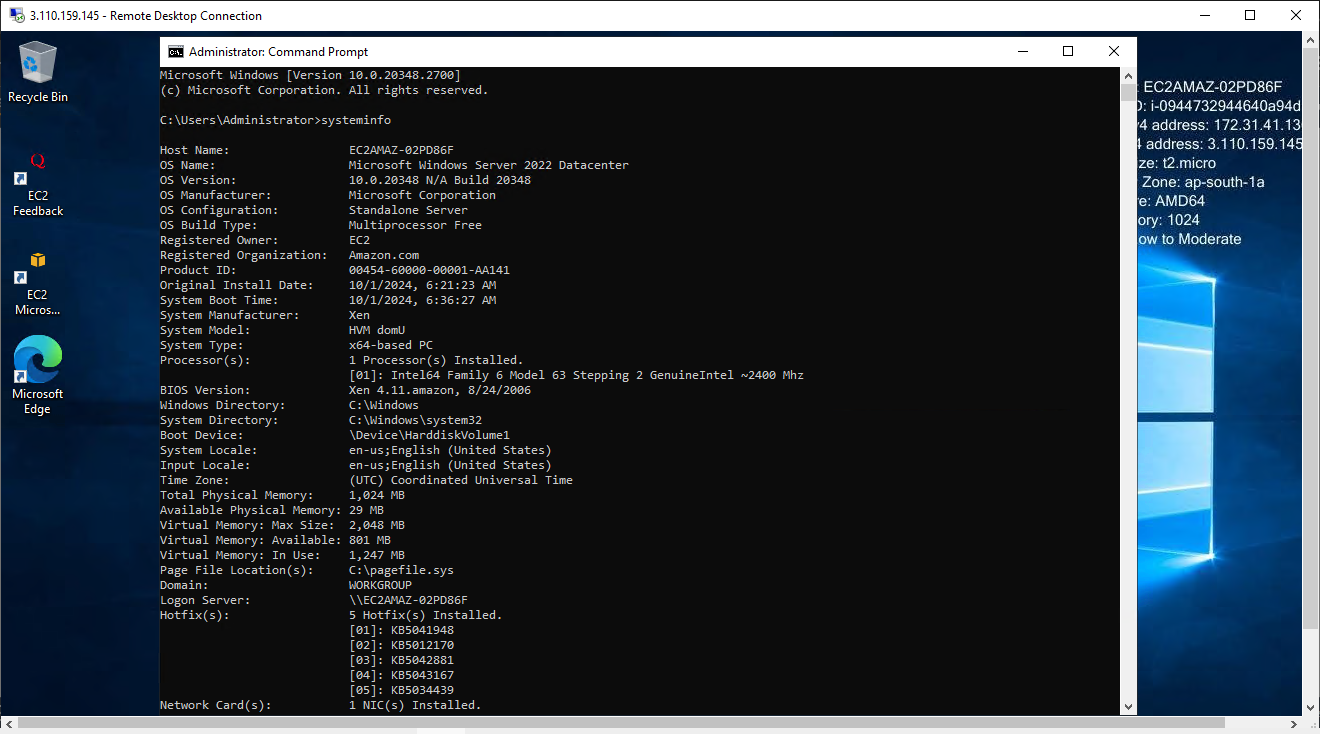 3.110.159.145 - Remote Desktop Connection
Recycle Bin
EC2
Feedback
EC2
Micros...
Microsoft
Edge
Administrator: Command Prompt
Microsoft Windows [Version 10.0.20348.2700]
(c) Microsoft Corporation. All rights reserved.
C:\Users\Administrator>systeminfo
Host Name: EC2AMAZ-02PD86F
OS Name: Microsoft Windows Server 2022 Datacenter
OS Version: 10.0.20348 N/A Build 20348
OS Manufacturer: Microsoft Corporation
OS Configuration: Standalone Server
OS Build Type: Multiprocessor Free
Registered Owner: EC2
Registered Organization: Amazon.com
Product ID: 00454-60000-00001-AA141
Original Install Date: 10/1/2024, 6:21:23 AM
System Boot Time: 10/1/2024, 6:36:27 AM
System Manufacturer: Xen
System Model: HVM domU
System Type: x64-based PC
Processor(s): 1 Processor(s) Installed.
[01]: Intel64 Family 6 Model 63 Stepping 2 GenuineIntel ~2400 Mhz
BIOS Version: Xen 4.11.amazon, 8/24/2006
Windows Directory: C:\Windows
System Directory: C:\Windows\system32
Boot Device: \Device\HarddiskVolume1
System Locale: en-us;English (United States)
Input Locale: en-us;English (United States)
Time Zone: (UTC) Coordinated Universal Time
Total Physical Memory: 1,024 MB
Available Physical Memory: 29 MB
Virtual Memory: Max Size: 2,048 MB
Virtual Memory: Available: 801 MB
Virtual Memory: In Use: 1,247 MB
Page File Location(s): C:\pagefile.sys
Domain: WORKGROUP
Logon Server: \\EC2AMAZ-02PD86F
Hotfix(s): 5 Hotfix(s) Installed.
[01]: KB5041948
[02]: KB5012170
[03]: KB5042881
[04]: KB5043167
[05]: KB5034439
Network Card(s): 1 NIC(s) Installed.
: EC2AMAZ-02PD86F
D: i-0944732944640a94d
v4 address: 172.31.41.13
4 address: 3.110.159.145
ze: t2.micro
Zone: ap-south-1a
re: AMD64
ory: 1024
ow to Moderate